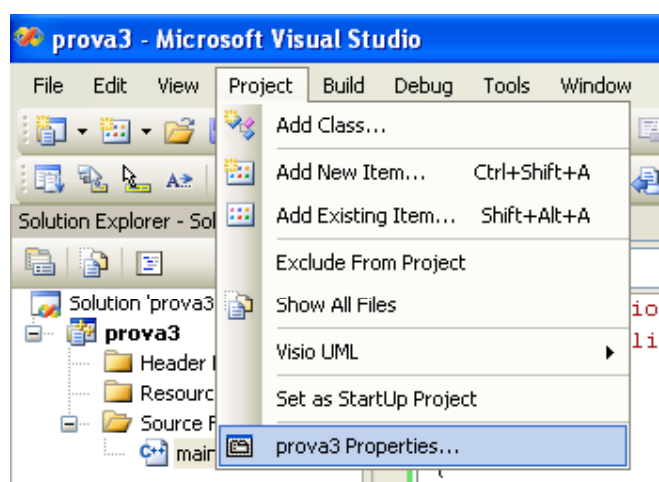 prova3 - Microsoft Visual Studio
File Edit View Project Build Debug Tools Window
Add Class...
Add New Item... Ctrl+Shift+A
Add Existing Item... Shift+Alt+A
Solution Explorer - Sol
Exclude From Project
Solution 'prova3
Show All Files
io
prova3
li
Header
Visio UML
Resourc
Set as StartUp Project
Source F
prova3 Properties...
main